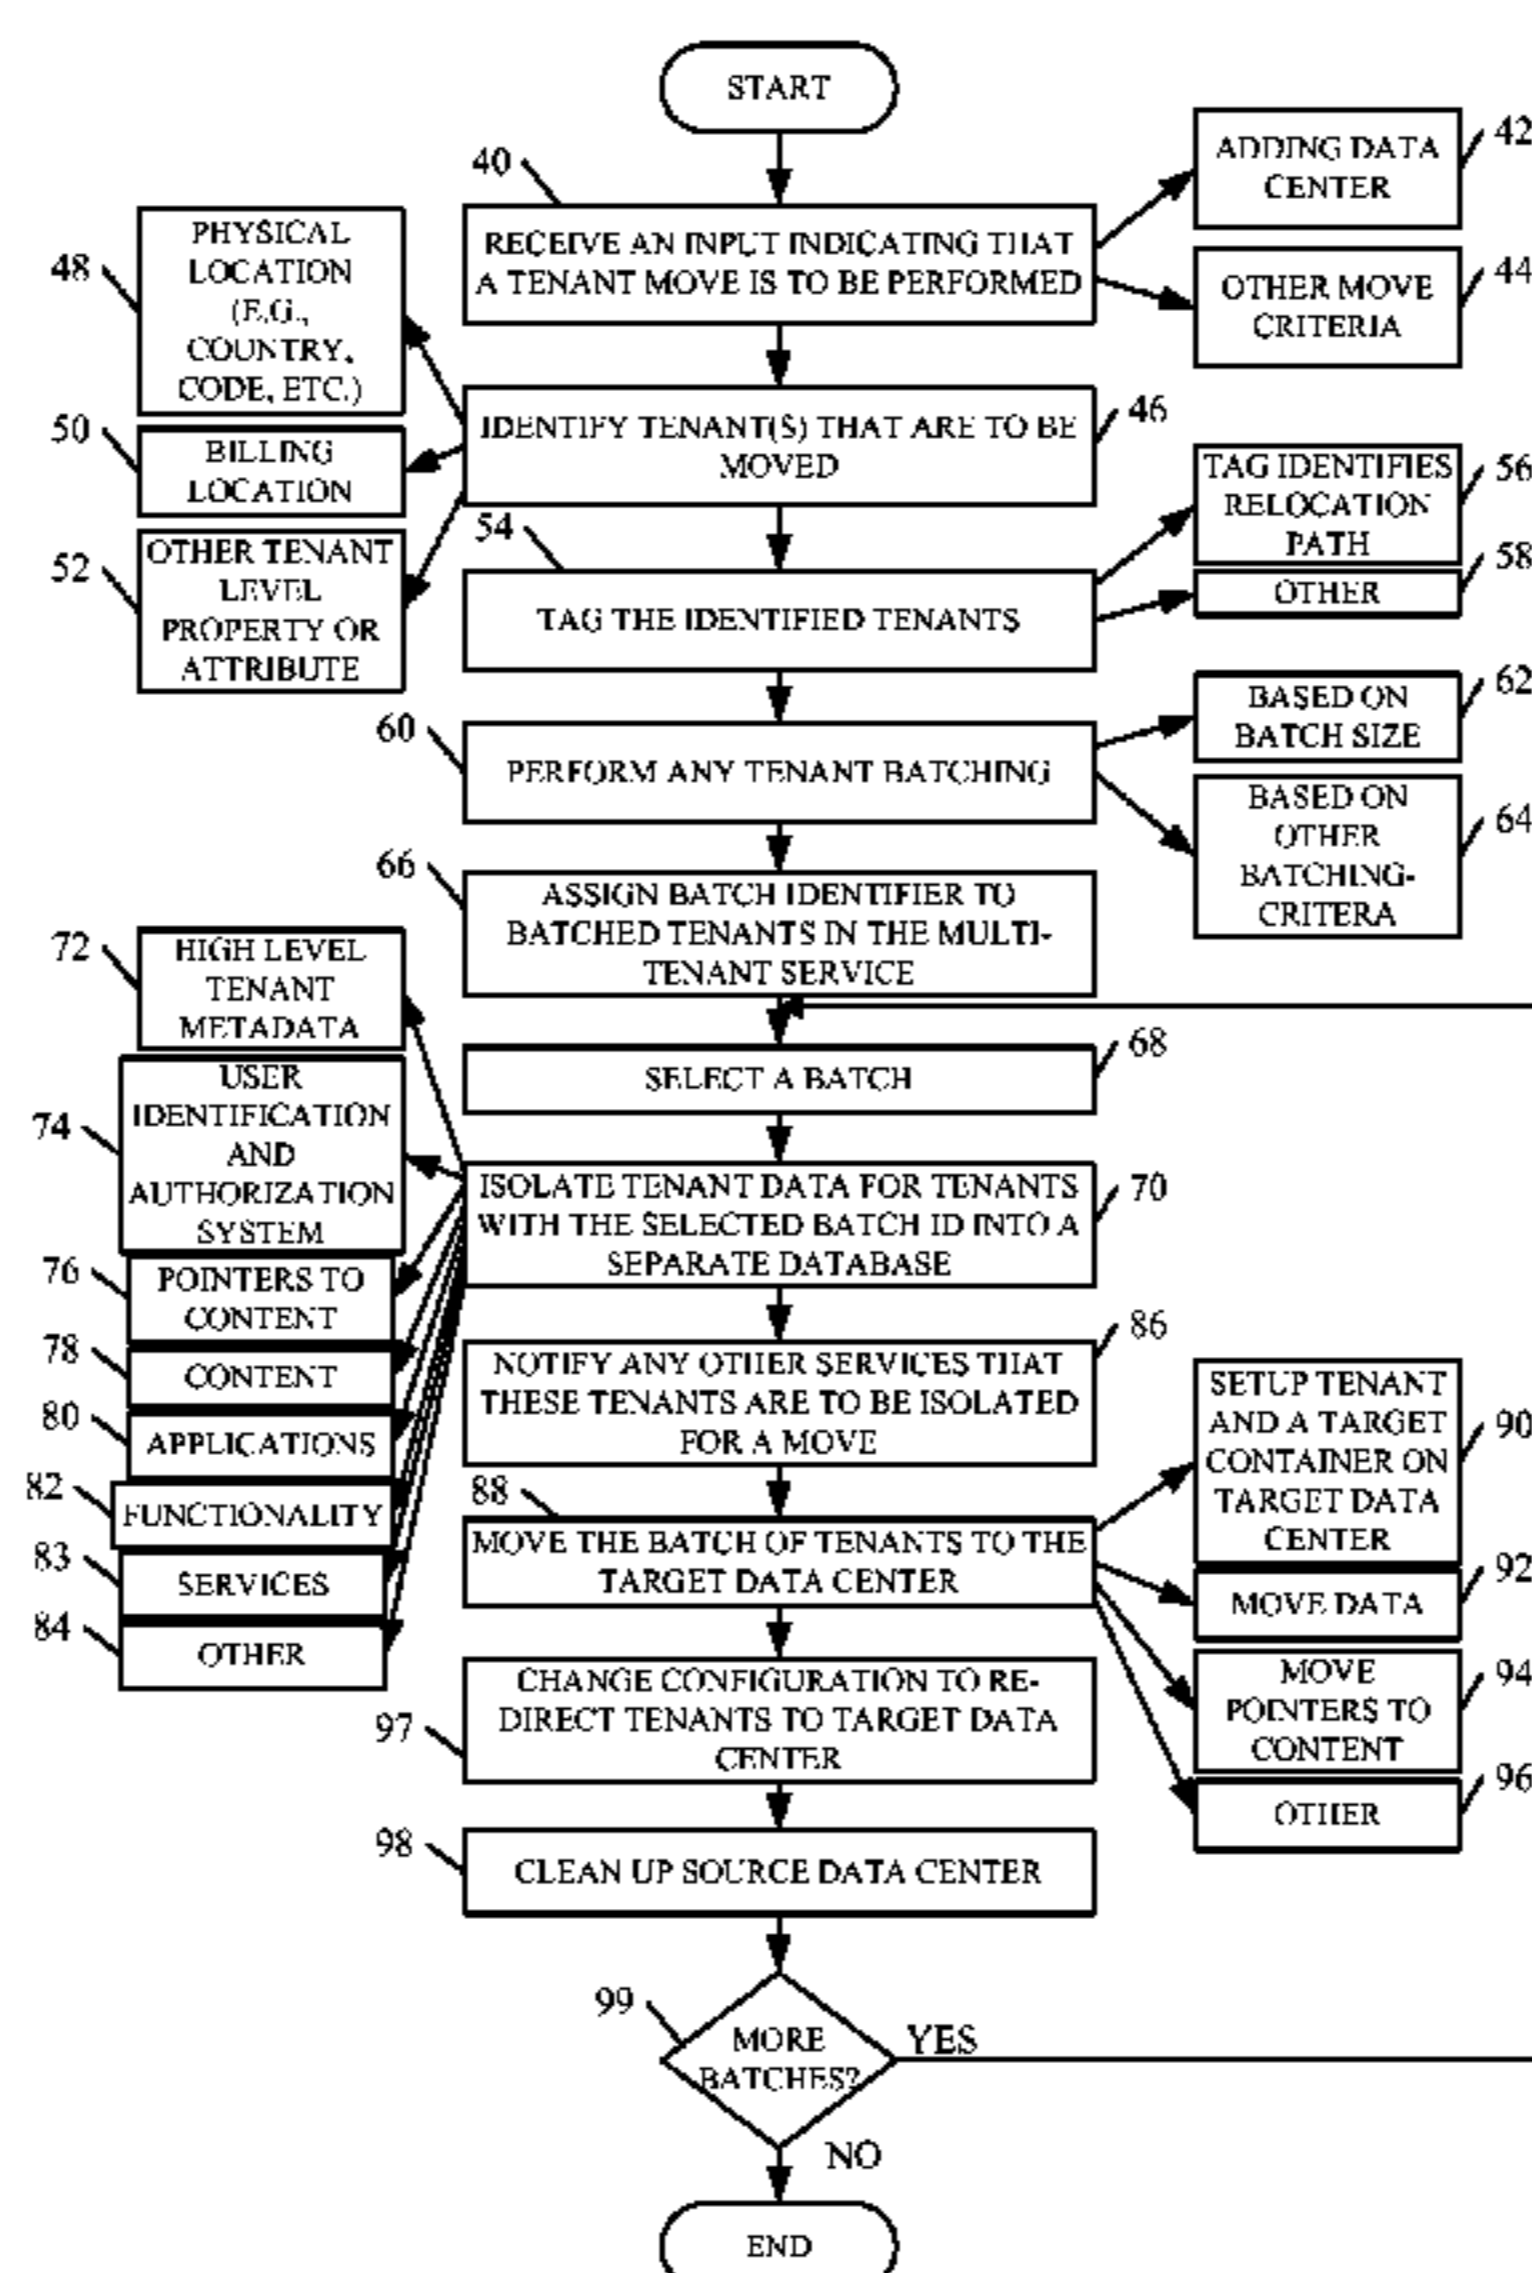 START
40
RECEIVE AN INPUT INDICATING THAT
A TENANT MOVE IS TO BE PERFORMED
ADDING DATA
CENTER
42
OTHER MOVE
CRITERIA
44
48
PHYSICAL
LOCATION
(E.G.,
COUNTRY,
CODE, ETC.)
50
BILLING
LOCATION
52
OTHER TENANT
LEVEL
PROPERTY OR
ATTRIBUTE
IDENTIFY TENANT(S) THAT ARE TO BE
MOVED
46
54
TAG THE IDENTIFIED TENANTS
TAG IDENTIFIES
RELOCATION
PATH
56
OTHER
58
60
PERFORM ANY TENANT BATCHING
BASED ON
BATCH SIZE
62
BASED ON
OTHER
BATCHING-
CRITERA
64
66
ASSIGN BATCH IDENTIFIER TO
BATCHED TENANTS IN THE MULTI-
TENANT SERVICE
SELECT A BATCH
68
72
HIGH LEVEL
TENANT
METADATA
74
USER
IDENTIFICATION
AND
AUTHORIZATION
SYSTEM
76
POINTERS TO
CONTENT
78
CONTENT
80
APPLICATIONS
82
FUNCTIONALITY
83
SERVICES
84
OTHER
ISOLATE TENANT DATA FOR TENANTS
WITH THE SELECTED BATCH ID INTO A
SEPARATE DATABASE
70
NOTIFY ANY OTHER SERVICES THAT
THESE TENANTS ARE TO BE ISOLATED
FOR A MOVE
86
88
MOVE THE BATCH OF TENANTS TO THE
TARGET DATA CENTER
SETUP TENANT
AND A TARGET
CONTAINER ON
TARGET DATA
CENTER
90
MOVE DATA
92
MOVE
POINTERS TO
CONTENT
94
OTHER
96
97
CHANGE CONFIGURATION TO RE-
DIRECT TENANTS TO TARGET DATA
CENTER
98
CLEAN UP SOURCE DATA CENTER
99
MORE
BATCHES?
YES
NO
END